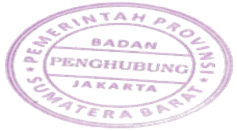 PEMERINTAH PROVINSI
BADAN
PENGHUBUNG
JAKARTA
SUMATERA BARAT